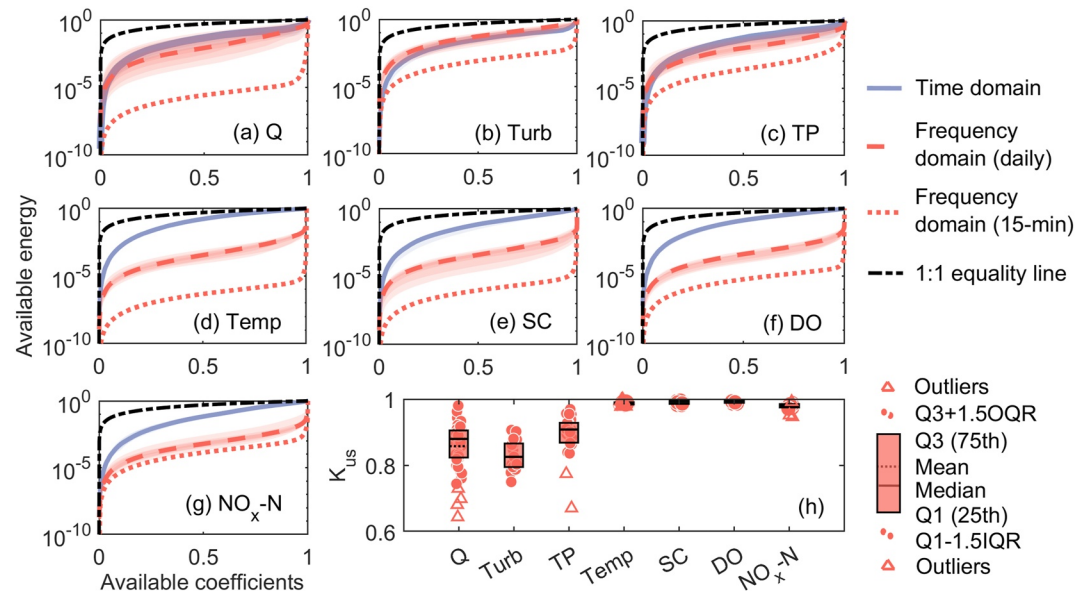 10^0
10^-5
10^-10
(a) Q
0
0.5
1
10^0
10^-5
10^-10
(b) Turb
0
0.5
1
10^0
10^-5
10^-10
(c) TP
0
0.5
1
Time domain
Frequency
domain (daily)
Frequency
domain (15-min)
1:1 equality line
Available energy
10^0
10^-5
10^-10
(d) Temp
0
0.5
1
10^0
10^-5
10^-10
(e) SC
0
0.5
1
10^0
10^-5
10^-10
(f) DO
0
0.5
1
10^0
10^-5
10^-10
(g) NO_x-N
0
0.5
1
Available coefficients
K_us
1
0.8
0.6
(h)
Q
Turb
TP
Temp
SC
DO
NO_x-N
Outliers
Q3+1.5OQR
Q3 (75th)
Mean
Median
Q1 (25th)
Q1-1.5IQR
Outliers